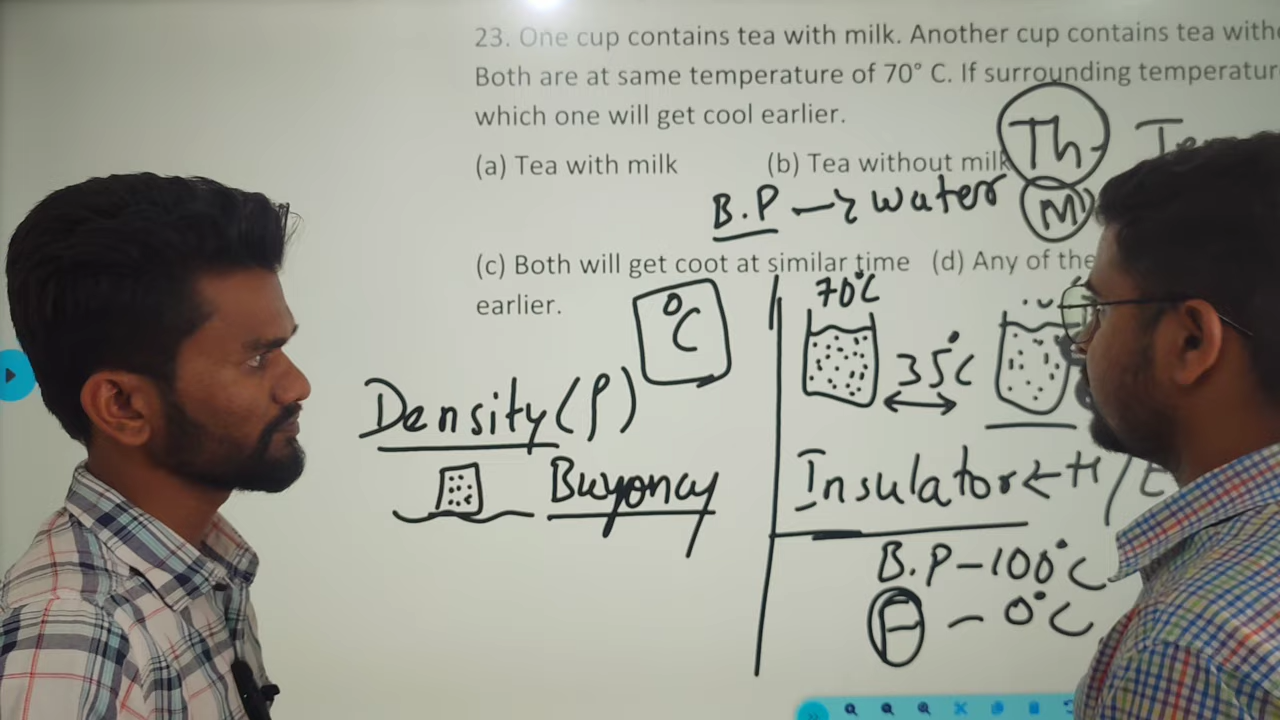 23. One cup contains tea with milk. Another cup contains tea
Both are at same temperature of 70° C. If surrounding
which one will get cool earlier.
(a) Tea with milk (b) Tea without milk
Th
B.P → water
(c) Both will get coot at similar time (d) Any of the
earlier.
°C
70°C
35°C
Density (ρ)
Buyoncy
Insulator ← H/E
B.P - 100°C
F - 0°C